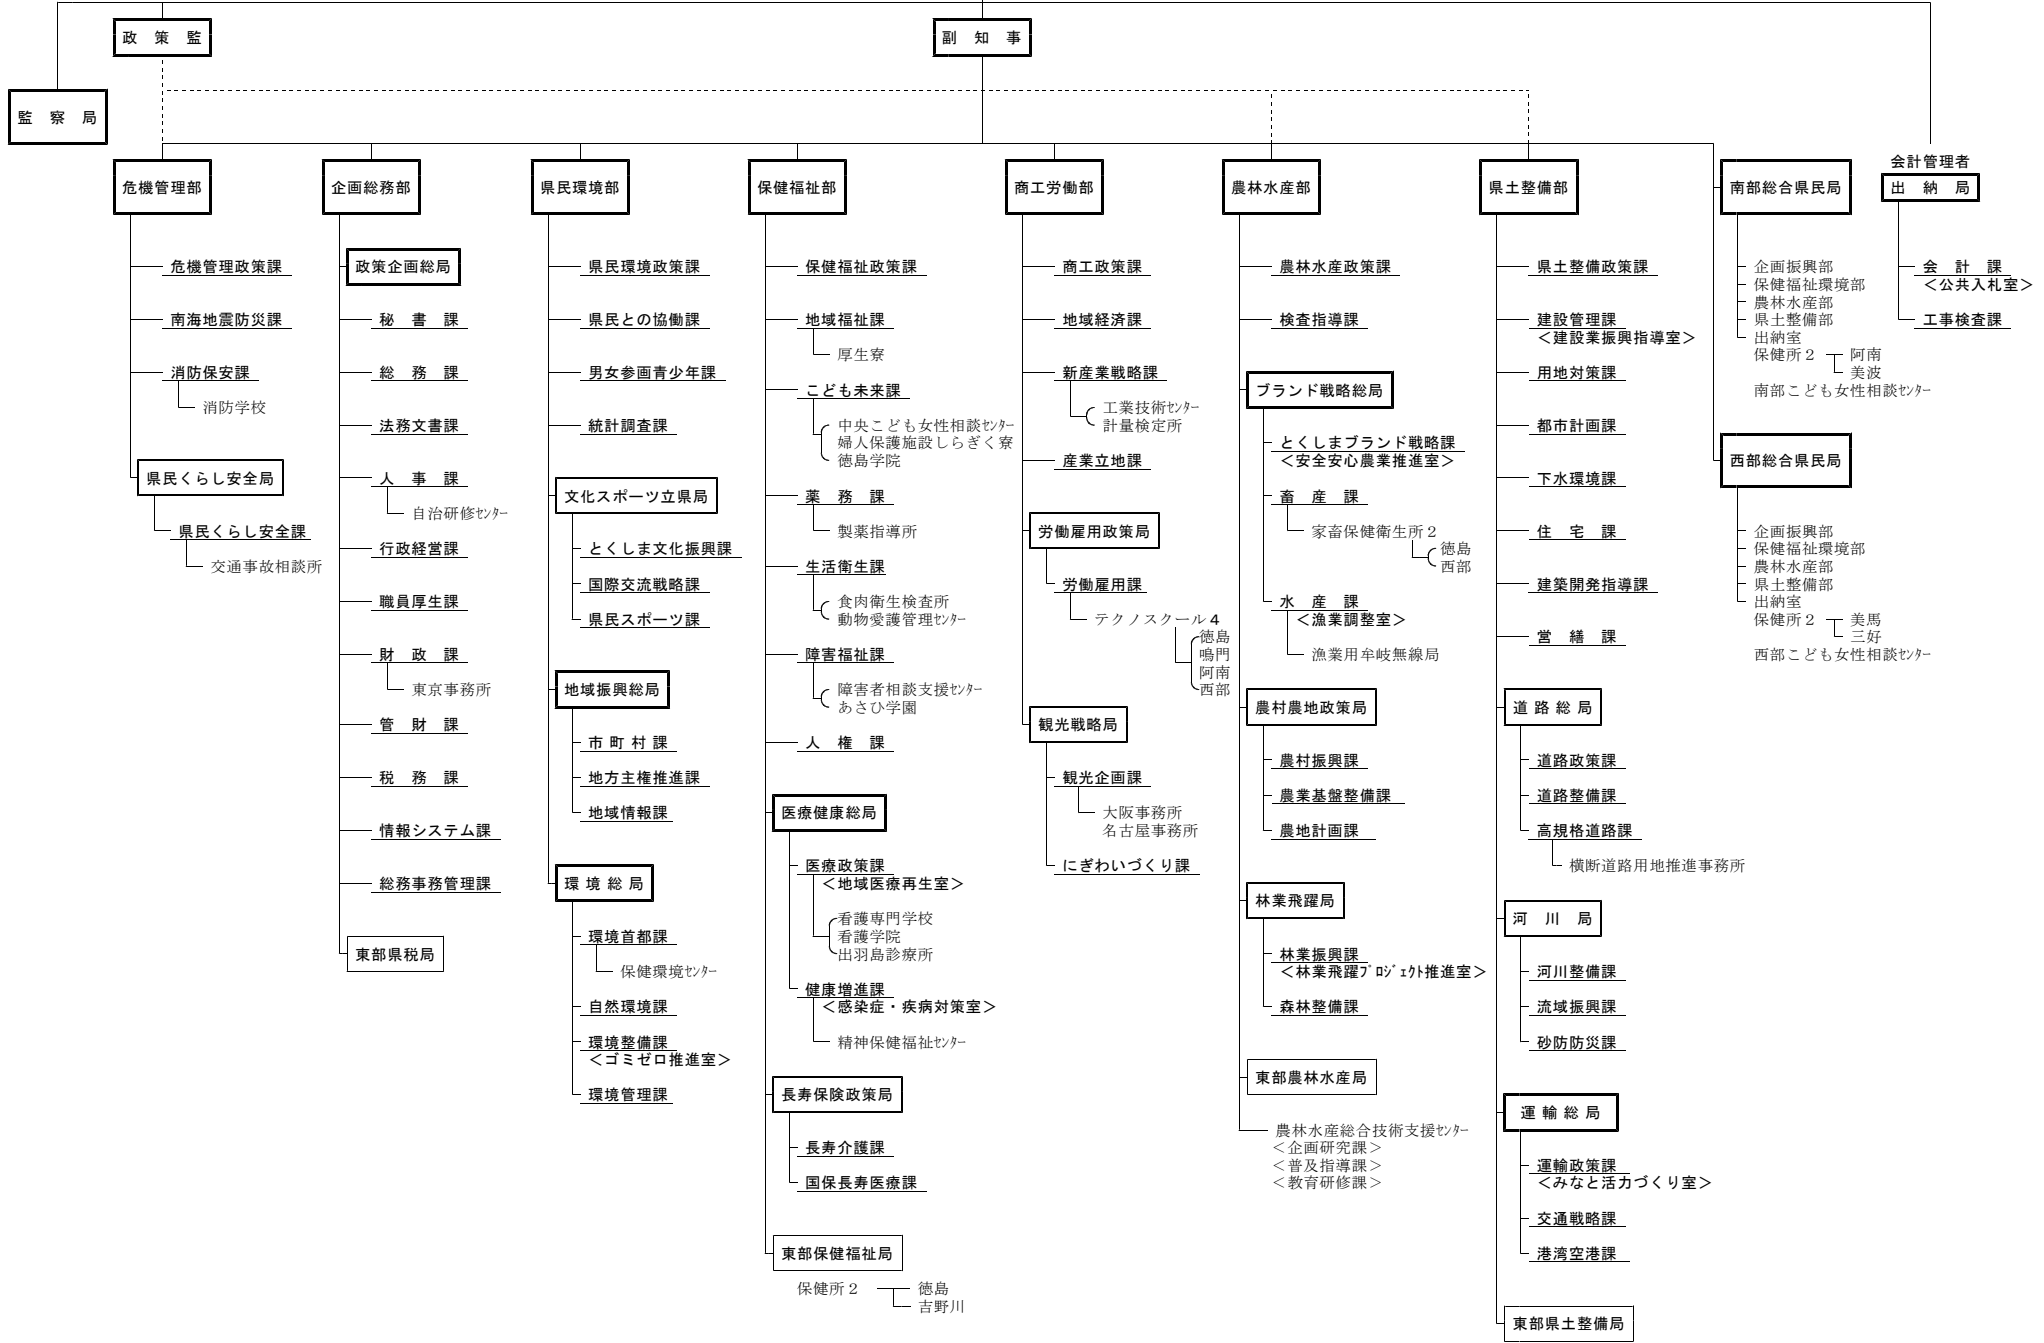 政　策　監
副　知　事
監　察　局
危機管理部
危機管理政策課
南海地震防災課
消防保安課
消防学校
県民くらし安全局
県民くらし安全課
交通事故相談所
企画総務部
政策企画総局
秘　書　課
総　務　課
法務文書課
人　事　課
自治研修ｾﾝﾀｰ
行政経営課
職員厚生課
財　政　課
東京事務所
管　財　課
税　務　課
情報システム課
総務事務管理課
東部県税局
県民環境部
県民環境政策課
県民との協働課
男女参画青少年課
統計調査課
文化スポーツ立県局
とくしま文化振興課
国際交流戦略課
県民スポーツ課
地域振興総局
市 町 村 課
地方主権推進課
地域情報課
環 境 総 局
環境首都課
保健環境ｾﾝﾀｰ
自然環境課
環境整備課
＜ゴミゼロ推進室＞
環境管理課
保健福祉部
保健福祉政策課
地域福祉課
厚生寮
こども未来課
中央こども女性相談ｾﾝﾀｰ
婦人保護施設しらぎく寮
徳島学院
薬　務　課
製薬指導所
生活衛生課
食肉衛生検査所
動物愛護管理ｾﾝﾀｰ
障害福祉課
障害者相談支援ｾﾝﾀｰ
あさひ学園
人　権　課
医療健康総局
医療政策課
＜地域医療再生室＞
看護専門学校
看護学院
出羽島診療所
健康増進課
＜感染症・疾病対策室＞
精神保健福祉ｾﾝﾀｰ
長寿保険政策局
長寿介護課
国保長寿医療課
東部保健福祉局
保健所２　徳島
吉野川
商工労働部
商工政策課
地域経済課
新産業戦略課
工業技術ｾﾝﾀｰ
計量検定所
産業立地課
労働雇用政策局
労働雇用課
テクノスクール４
徳島
鳴門
阿南
西部
観光戦略局
観光企画課
大阪事務所
名古屋事務所
にぎわいづくり課
農林水産部
農林水産政策課
検査指導課
ブランド戦略総局
とくしまブランド戦略課
＜安全安心農業推進室＞
畜　産　課
家畜保健衛生所２
徳島
西部
水　産　課
＜漁業調整室＞
漁業用牟岐無線局
農村農地政策局
農村振興課
農業基盤整備課
農地計画課
林業飛躍局
林業振興課
＜林業飛躍ﾌﾟﾛｼﾞｪｸﾄ推進室＞
森林整備課
東部農林水産局
農林水産総合技術支援ｾﾝﾀｰ
＜企画研究課＞
＜普及指導課＞
＜教育研修課＞
県土整備部
県土整備政策課
建設管理課
＜建設業振興指導室＞
用地対策課
都市計画課
下水環境課
住　宅　課
建築開発指導課
営　繕　課
道 路 総 局
道路政策課
道路整備課
高規格道路課
横断道路用地推進事務所
河　川　局
河川整備課
流域振興課
砂防防災課
運 輸 総 局
運輸政策課
＜みなと活力づくり室＞
交通戦略課
港湾空港課
東部県土整備局
南部総合県民局
企画振興部
保健福祉環境部
農林水産部
県土整備部
出納室
保健所２　阿南
美波
南部こども女性相談ｾﾝﾀｰ
西部総合県民局
企画振興部
保健福祉環境部
農林水産部
県土整備部
出納室
保健所２　美馬
三好
西部こども女性相談ｾﾝﾀｰ
会計管理者
出　納　局
会　計　課
＜公共入札室＞
工事検査課